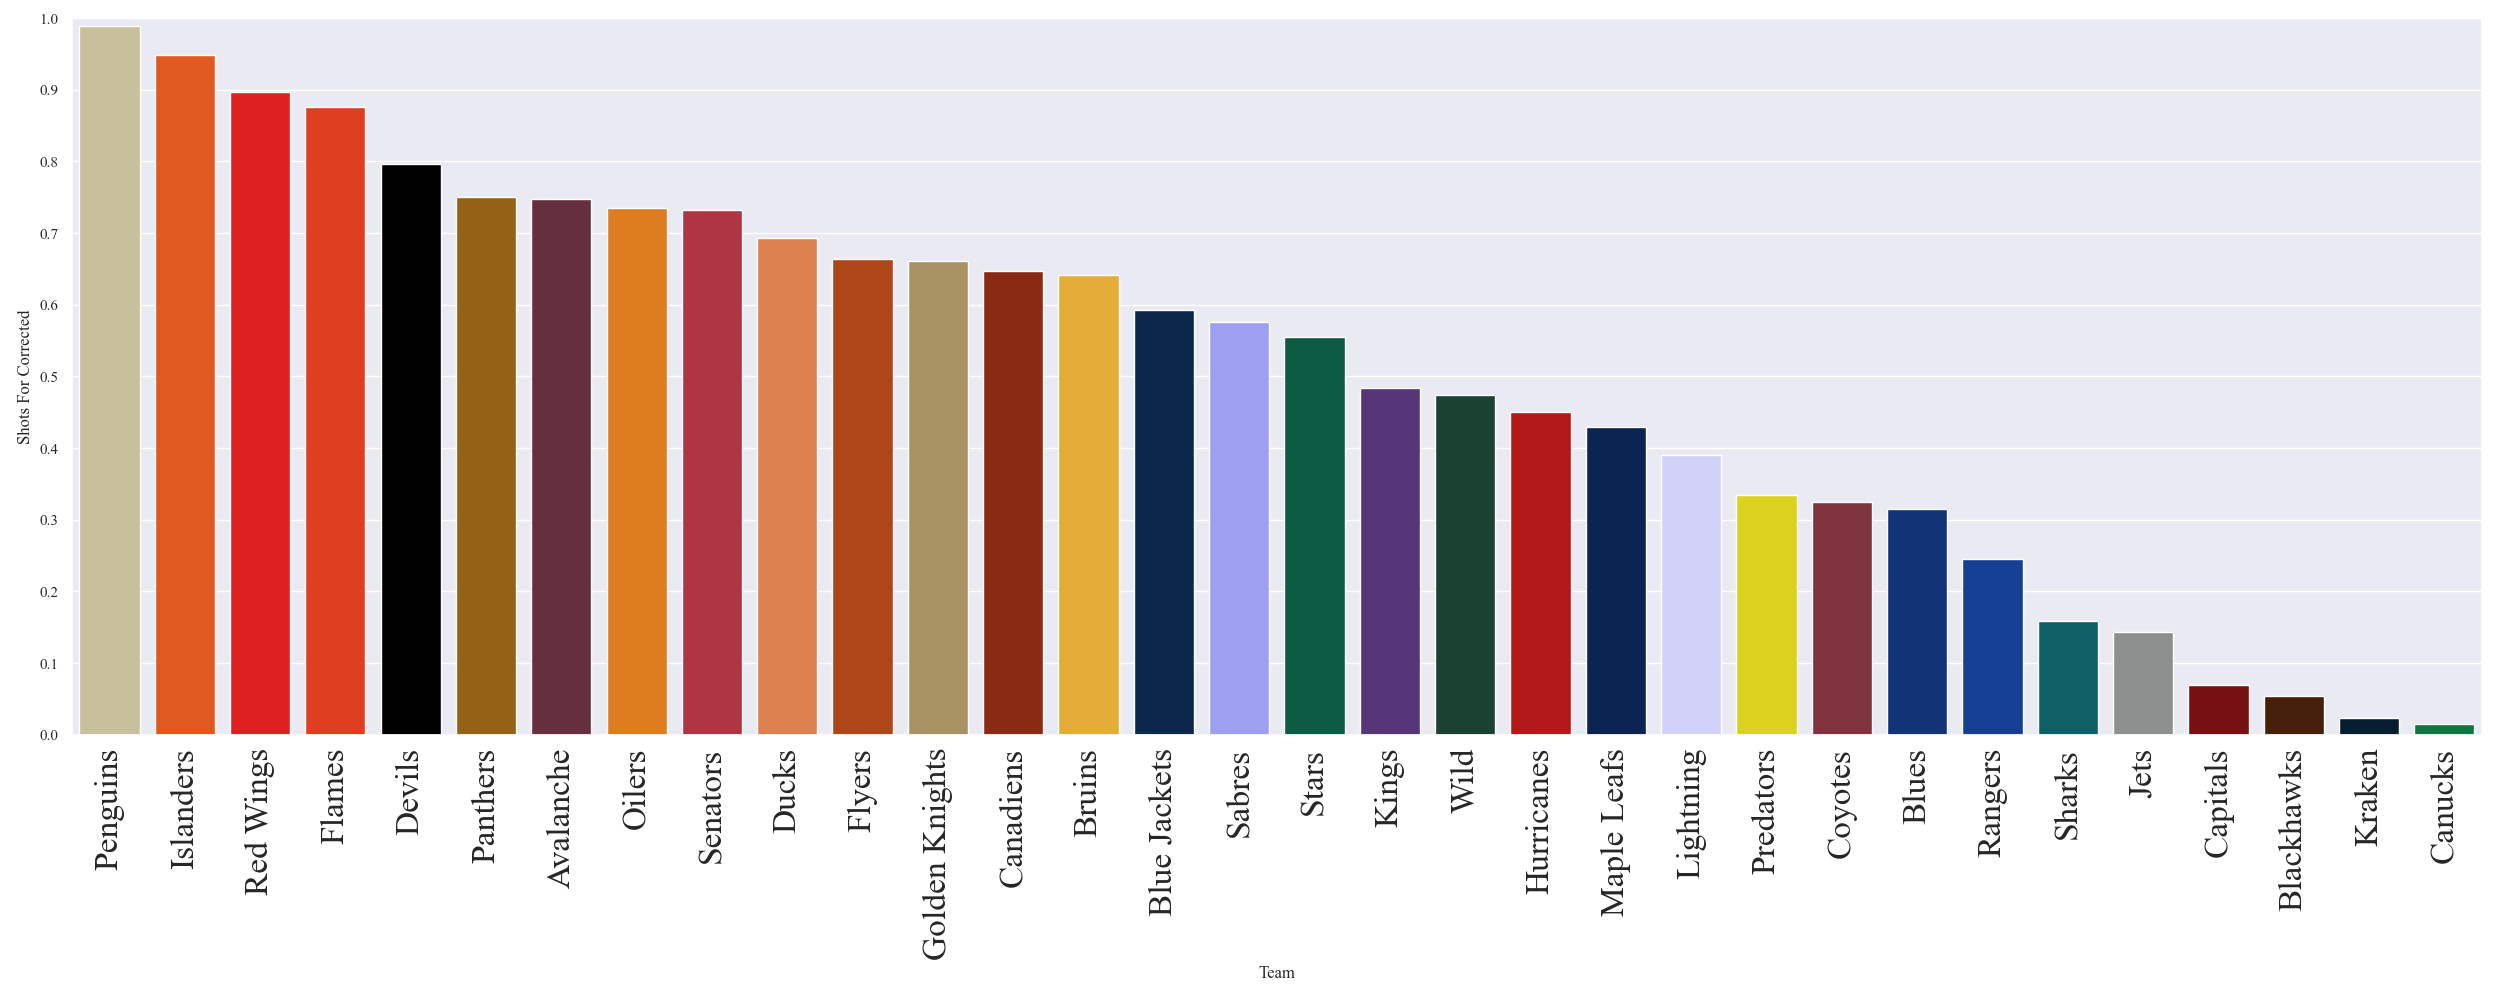 1.0
0.9
0.8
0.7
0.6
0.5
0.4
0.3
0.2
0.1
0.0
Shots For Corrected
Penguins
Islanders
Red Wings
Flames
Devils
Panthers
Avalanche
Oilers
Senators
Ducks
Flyers
Golden Knights
Canadiens
Bruins
Blue Jackets
Sabres
Stars
Kings
Wild
Hurricanes
Maple Leafs
Lightning
Predators
Coyotes
Blues
Rangers
Sharks
Jets
Capitals
Blackhawks
Kraken
Canucks
Team